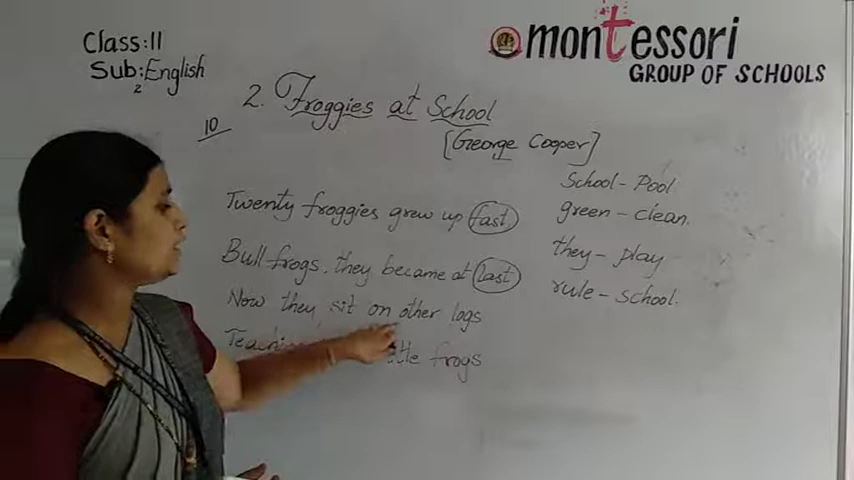 Class: II
Sub: English
2
montessori
GROUP OF SCHOOLS
2. Froggies at School
10
[George Cooper]
Twenty froggies grew up fast
Bull frogs, they became at last
Now they sit on other logs
frogs
School - Pool
green - clean.
they - play
rule - school.